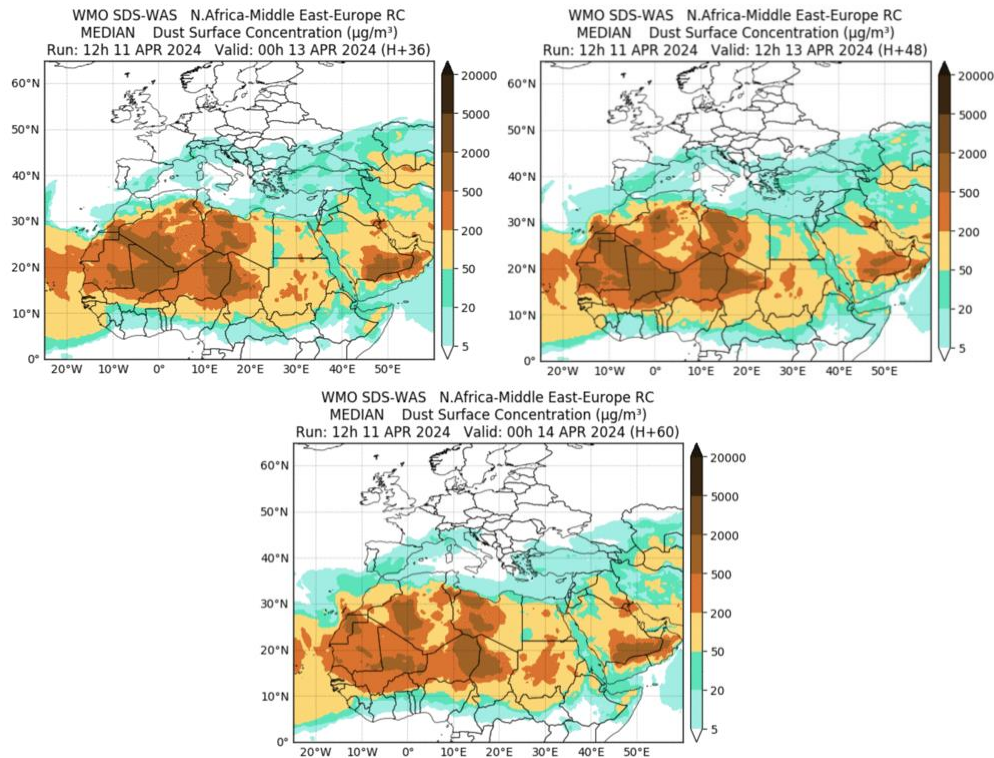 WMO SDS-WAS N.Africa-Middle East-Europe RC
MEDIAN Dust Surface Concentration (µg/m³)
Run: 12h 11 APR 2024 Valid: 00h 13 APR 2024 (H+36)
60°N
50°N
40°N
30°N
20°N
10°N
0°
20°W 10°W 0° 10°E 20°E 30°E 40°E 50°E
20000
5000
2000
500
200
50
20
5
WMO SDS-WAS N.Africa-Middle East-Europe RC
MEDIAN Dust Surface Concentration (µg/m³)
Run: 12h 11 APR 2024 Valid: 12h 13 APR 2024 (H+48)
60°N
50°N
40°N
30°N
20°N
10°N
0°
20°W 10°W 0° 10°E 20°E 30°E 40°E 50°E
20000
5000
2000
500
200
50
20
5
WMO SDS-WAS N.Africa-Middle East-Europe RC
MEDIAN Dust Surface Concentration (µg/m³)
Run: 12h 11 APR 2024 Valid: 00h 14 APR 2024 (H+60)
60°N
50°N
40°N
30°N
20°N
10°N
0°
20°W 10°W 0° 10°E 20°E 30°E 40°E 50°E
20000
5000
2000
500
200
50
20
5